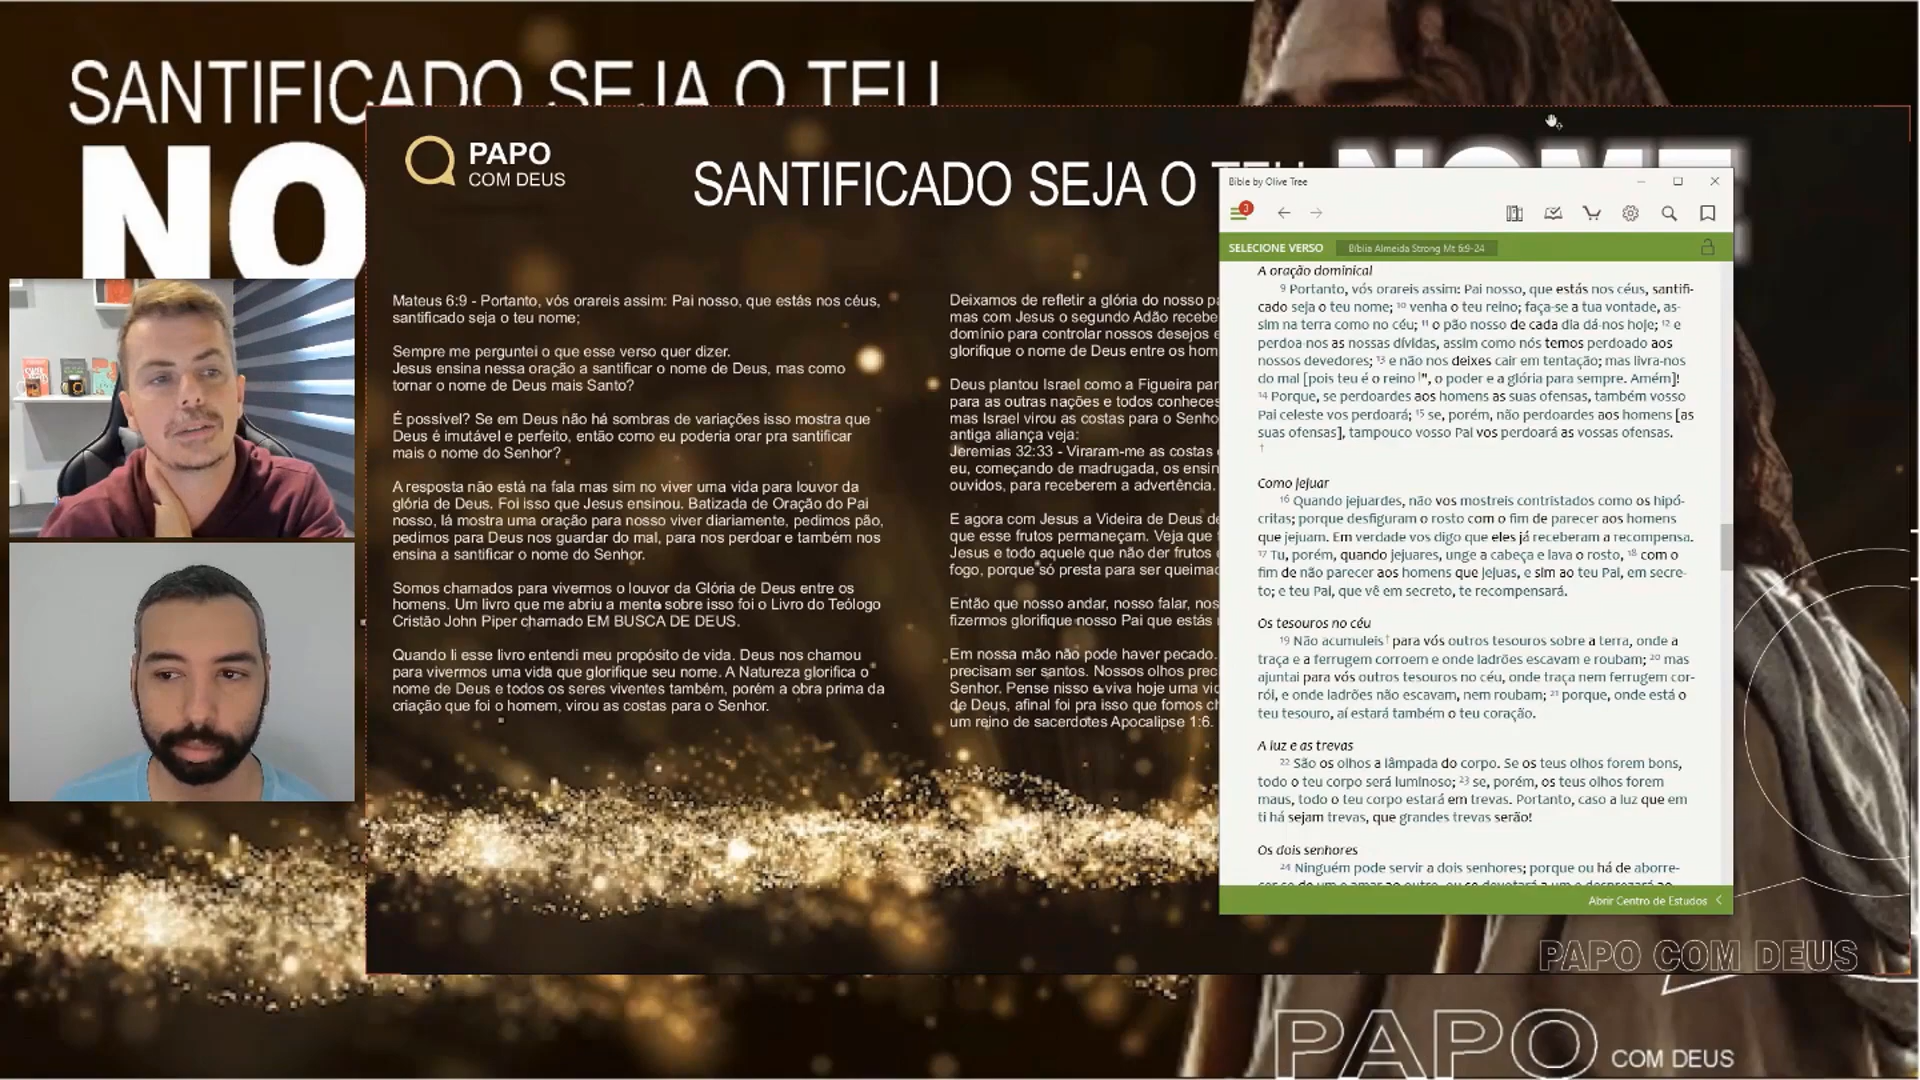 SANTIFICADO SEJA O TEU
NO
PAPO
COM DEUS
SANTIFICADO SEJA O TEU NOME
Mateus 6:9 - Portanto, vós orareis assim: Pai nosso, que estás nos céus,
santificado seja o teu nome;
Sempre me perguntei o que esse verso quer dizer.
Jesus ensina nessa oração a santificar o nome de Deus, mas como
tornar o nome de Deus mais Santo?
É possível? Se em Deus não há sombras de variações isso mostra que
Deus é imutável e perfeito, então como eu poderia orar pra santificar
mais o nome do Senhor?
A resposta não está na fala mas sim no viver uma vida para louvor da
glória de Deus. Foi isso que Jesus ensinou. Batizada de Oração do Pai
nosso, lá mostra uma oração para nosso viver diariamente, pedimos pão,
pedimos para Deus nos guardar do mal, para nos perdoar e também nos
ensina a santificar o nome do Senhor.
Somos chamados para vivermos o louvor da Glória de Deus entre os
homens. Um livro que me abriu a mente sobre isso foi o Livro do Teólogo
Cristão John Piper chamado EM BUSCA DE DEUS.
Quando li esse livro entendi meu propósito de vida. Deus nos chamou
para vivermos uma vida que glorifique seu nome. A Natureza glorifica o
nome de Deus e todos os seres viventes também, porém a obra prima da
criação que foi o homem, virou as costas para o Senhor.
Deixamos de refletir a glória do nosso
mas com Jesus o segundo Adão recebe
domínio para controlar nossos desejos e
glorifique o nome de Deus entre os hom
Deus plantou Israel como a Figueira par
para as outras nações e todos conheces
mas Israel virou as costas para o Senho
antiga aliança veja:
Jeremias 32:33 - Viraram-me as costas
eu, começando de madrugada, os ensin
ouvidos, para receberem a advertência.
E agora com Jesus a Videira de Deus de
que esse frutos permaneçam. Veja que
Jesus e todo aquele que não der frutos
fogo, porque só presta para ser queimad
Então que nosso andar, nosso falar, nos
fizermos glorifique nosso Pai que estás
Em nossa mão não pode haver pecado.
precisam ser santos. Nossos olhos prec
Senhor. Pense nisso e viva hoje uma vid
de Deus, afinal foi pra isso que fomos ch
um reino de sacerdotes Apocalipse 1:6.
Bible by Olive Tree
3
SELECIONE VERSO Bíblia Almeida Strong Mt 6:9-24
A oração dominical
9 Portanto, vós orareis assim: Pai nosso, que estás nos céus, santifi-
cado seja o teu nome; 10 venha o teu reino; faça-se a tua vontade, as-
sim na terra como no céu; 11 o pão nosso de cada dia dá-nos hoje; 12 e
perdoa-nos as nossas dívidas, assim como nós temos perdoado aos
nossos devedores; 13 e não nos deixes cair em tentação; mas livra-nos
do mal [pois teu é o reino, o poder e a glória para sempre. Amém]!
14 Porque, se perdoardes aos homens as suas ofensas, também vosso
Pai celeste vos perdoará; 15 se, porém, não perdoardes aos homens [as
suas ofensas], tampouco vosso Pai vos perdoará as vossas ofensas.
†
Como jejuar
16 Quando jejuardes, não vos mostreis contristados como os hipó-
critas; porque desfiguram o rosto com o fim de parecer aos homens
que jejuam. Em verdade vos digo que eles já receberam a recompensa.
17 Tu, porém, quando jejuares, unge a cabeça e lava o rosto, 18 com o
fim de não parecer aos homens que jejuas, e sim ao teu Pai, em secre-
to; e teu Pai, que vê em secreto, te recompensará.
Os tesouros no céu
19 Não acumuleis† para vós outros tesouros sobre a terra, onde a
traça e a ferrugem corroem e onde ladrões escavam e roubam; 20 mas
ajuntai para vós outros tesouros no céu, onde traça nem ferrugem cor-
rói, e onde ladrões não escavam, nem roubam; 21 porque, onde está o
teu tesouro, aí estará também o teu coração.
A luz e as trevas
22 São os olhos a lâmpada do corpo. Se os teus olhos forem bons,
todo o teu corpo será luminoso; 23 se, porém, os teus olhos forem
maus, todo o teu corpo estará em trevas. Portanto, caso a luz que em
ti há sejam trevas, que grandes trevas serão!
Os dois senhores
24 Ninguém pode servir a dois senhores; porque ou há de aborre-
Abrir Centro de Estudos
PAPO COM DEUS
PAPO COM DEUS